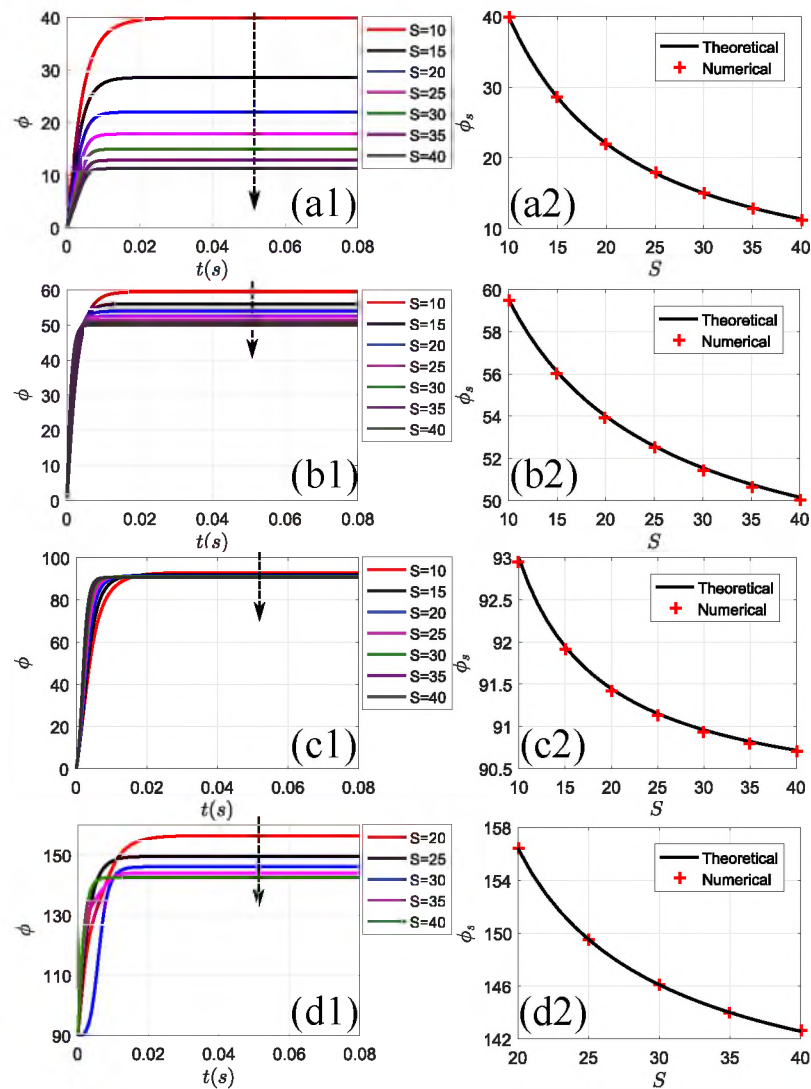 40
30
20
10
0
ϕ
0 0.02 0.04 0.06 0.08
t(s)
S=10
S=15
S=20
S=25
S=30
S=35
S=40
(a1)
40
30
20
10
ϕs
10 15 20 25 30 35 40
S
Theoretical
Numerical
(a2)
60
50
40
30
20
10
0
ϕ
0 0.02 0.04 0.06 0.08
t(s)
S=10
S=15
S=20
S=25
S=30
S=35
S=40
(b1)
60
58
56
54
52
50
ϕs
10 15 20 25 30 35 40
S
Theoretical
Numerical
(b2)
100
80
60
40
20
0
ϕ
0 0.02 0.04 0.06 0.08
t(s)
S=10
S=15
S=20
S=25
S=30
S=35
S=40
(c1)
93
92.5
92
91.5
91
90.5
ϕs
10 15 20 25 30 35 40
S
Theoretical
Numerical
(c2)
150
130
110
90
ϕ
0 0.02 0.04 0.06 0.08
t(s)
S=20
S=25
S=30
S=35
S=40
(d1)
158
154
150
146
142
ϕs
20 25 30 35 40
S
Theoretical
Numerical
(d2)